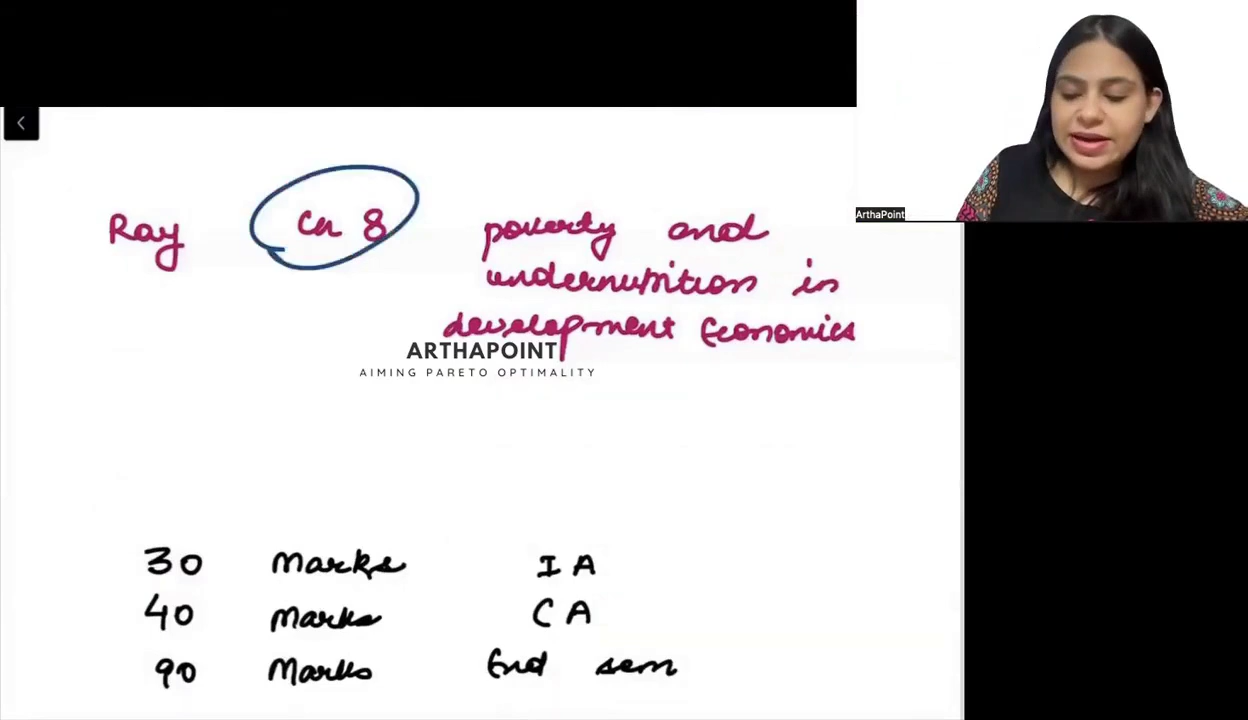 Ray Ch 8 poverty and
undernutrition in
development Economics
ARTHAPOINT
AIMING PARETO OPTIMALITY
ArthaPoint
30 Marks IA
40 Marks CA
90 Marks End sem